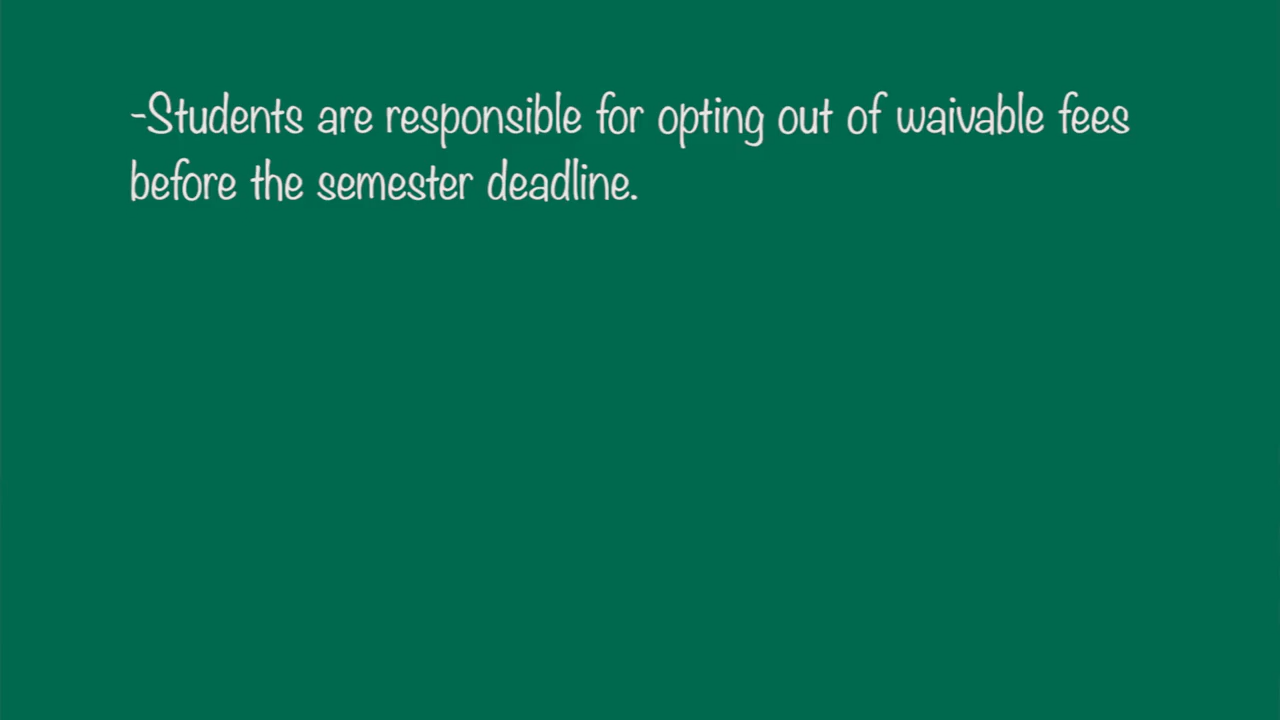 -Students are responsible for opting out of waivable fees
before the semester deadline.